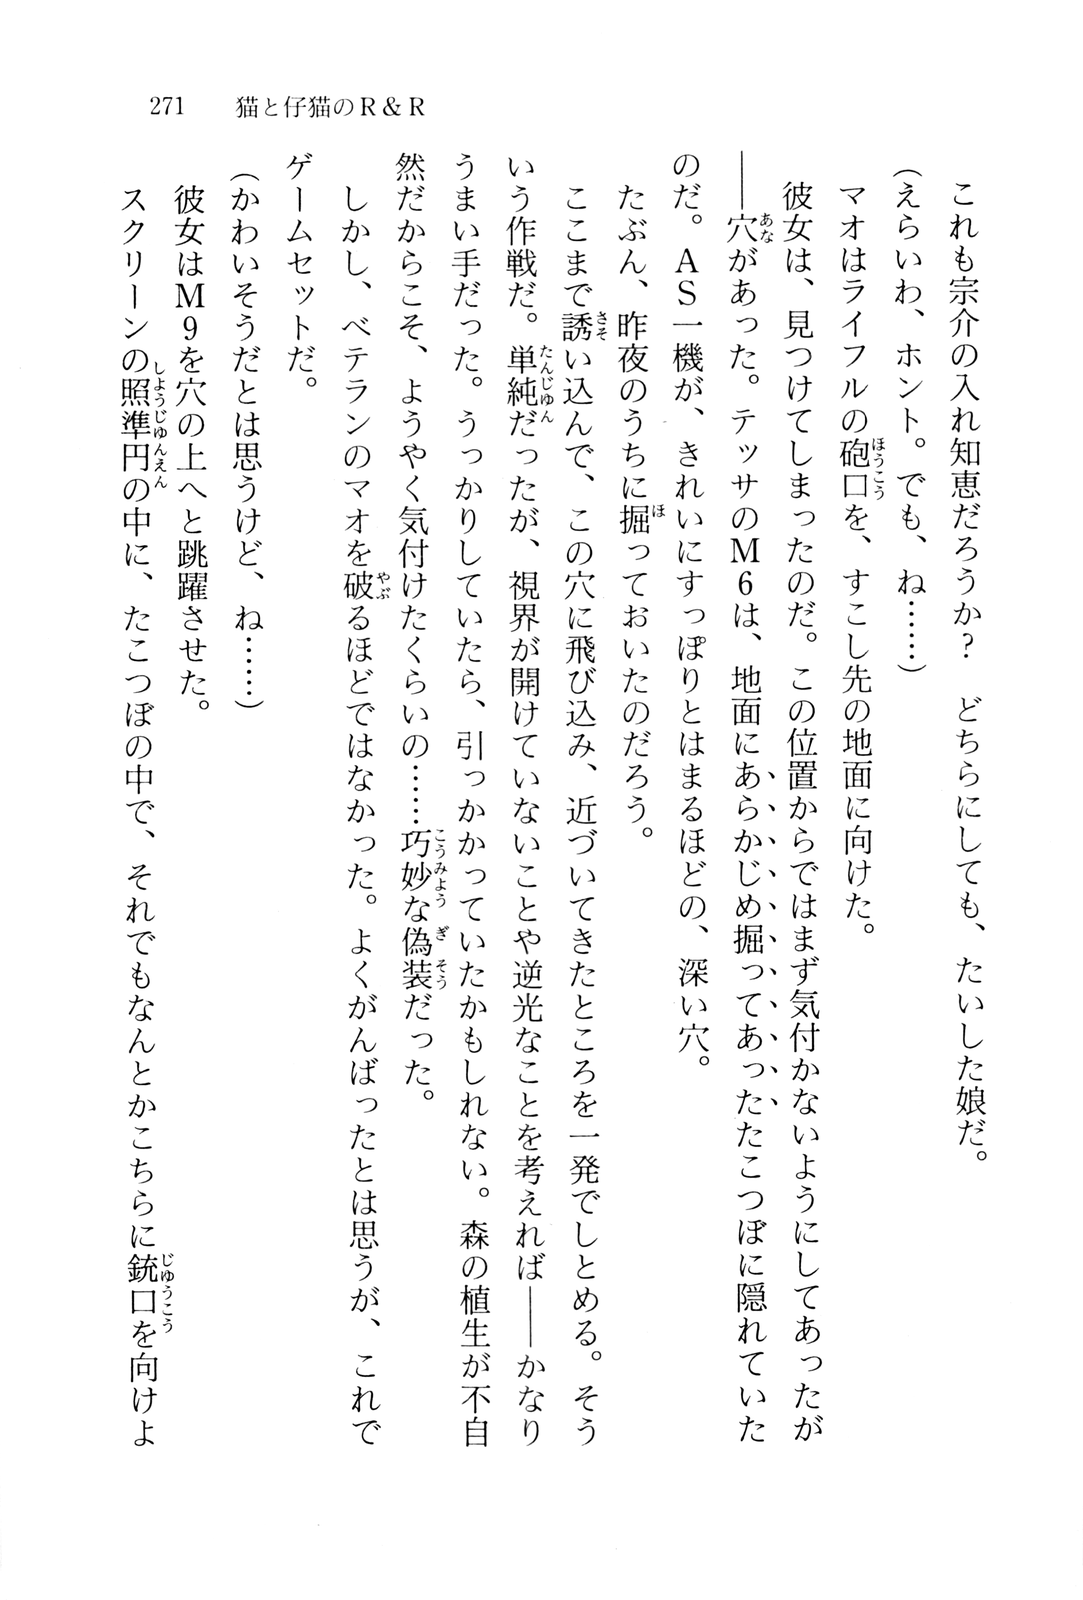 271　猫と仔猫のR＆R
　これも宗介の入れ知恵だろうか？　どちらにしても、たいした娘だ。
（えらいわ、ホント。でも、ね……）
　マオはライフルの砲口を、すこし先の地面に向けた。
　彼女は、見つけてしまったのだ。この位置からではまず気付かないようにしてあったが
――穴があった。テッサのM6は、地面にあらかじめ掘ってあったたこつぼに隠れていた
のだ。AS一機が、きれいにすっぽりとはまるほどの、深い穴。
　たぶん、昨夜のうちに掘っておいたのだろう。
　ここまで誘い込んで、この穴に飛び込み、近づいてきたところを一発でしとめる。そう
いう作戦だ。単純だったが、視界が開けていないことや逆光なことを考えれば――かなり
うまい手だった。うっかりしていたら、引っかかっていたかもしれない。森の植生が不自
然だからこそ、ようやく気付けたくらいの……巧妙な偽装だった。
　しかし、ベテランのマオを破るほどではなかった。よくがんばったとは思うが、これで
ゲームセットだ。
（かわいそうだとは思うけど、ね……）
　彼女はM9を穴の上へと跳躍させた。
　スクリーンの照準円の中に、たこつぼの中で、それでもなんとかこちらに銃口を向けよ